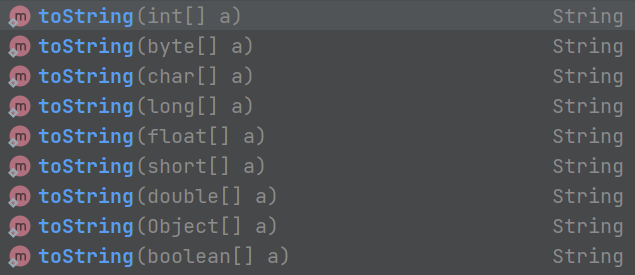 m toString(int[] a) String
m toString(byte[] a) String
m toString(char[] a) String
m toString(long[] a) String
m toString(float[] a) String
m toString(short[] a) String
m toString(double[] a) String
m toString(Object[] a) String
m toString(boolean[] a) String